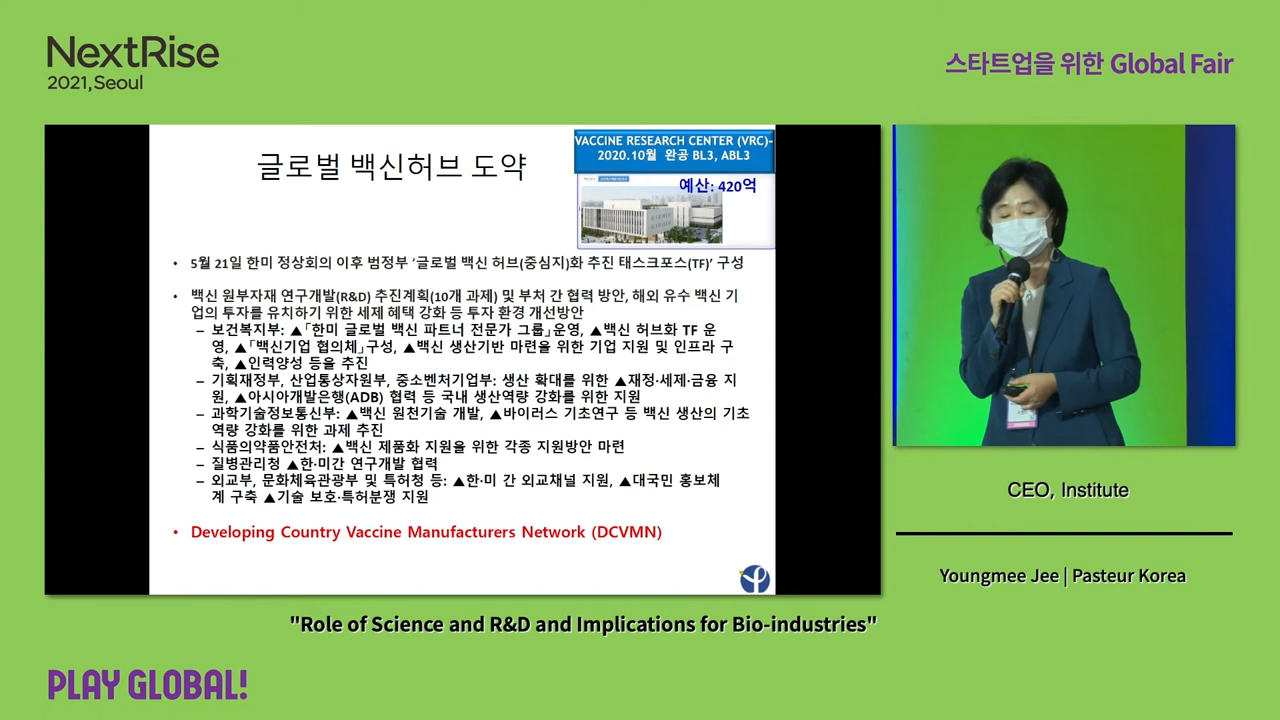 NextRise
2021,Seoul
스타트업을 위한 Global Fair
글로벌 백신허브 도약
VACCINE RESEARCH CENTER (VRC)-
2020.10월 완공 BL3, ABL3
예산: 420억
• 5월 21일 한미 정상회의 이후 범정부 ‘글로벌 백신 허브(중심지)화 추진 태스크포스(TF)’ 구성
• 백신 원부자재 연구개발(R&D) 추진계획(10개 과제) 및 부처 간 협력 방안, 해외 유수 백신 기
업의 투자를 유치하기 위한 세제 혜택 강화 등 투자 환경 개선방안
– 보건복지부: ▲「한미 글로벌 백신 파트너 전문가 그룹」운영, ▲백신 허브화 TF 운
영, ▲「백신기업 협의체」구성, ▲백신 생산기반 마련을 위한 기업 지원 및 인프라 구
축, ▲인력양성 등을 추진
– 기획재정부, 산업통상자원부, 중소벤처기업부: 생산 확대를 위한 ▲재정·세제·금융 지
원, ▲아시아개발은행(ADB) 협력 등 국내 생산역량 강화를 위한 지원
– 과학기술정보통신부: ▲백신 원천기술 개발, ▲바이러스 기초연구 등 백신 생산의 기초
역량 강화를 위한 과제 추진
– 식품의약품안전처: ▲백신 제품화 지원을 위한 각종 지원방안 마련
– 질병관리청 ▲한·미간 연구개발 협력
– 외교부, 문화체육관광부 및 특허청 등: ▲한·미 간 외교채널 지원, ▲대국민 홍보체
계 구축 ▲기술 보호·특허분쟁 지원
• Developing Country Vaccine Manufacturers Network (DCVMN)
CEO, Institute
Youngmee Jee | Pasteur Korea
"Role of Science and R&D and Implications for Bio-industries"
PLAY GLOBAL!